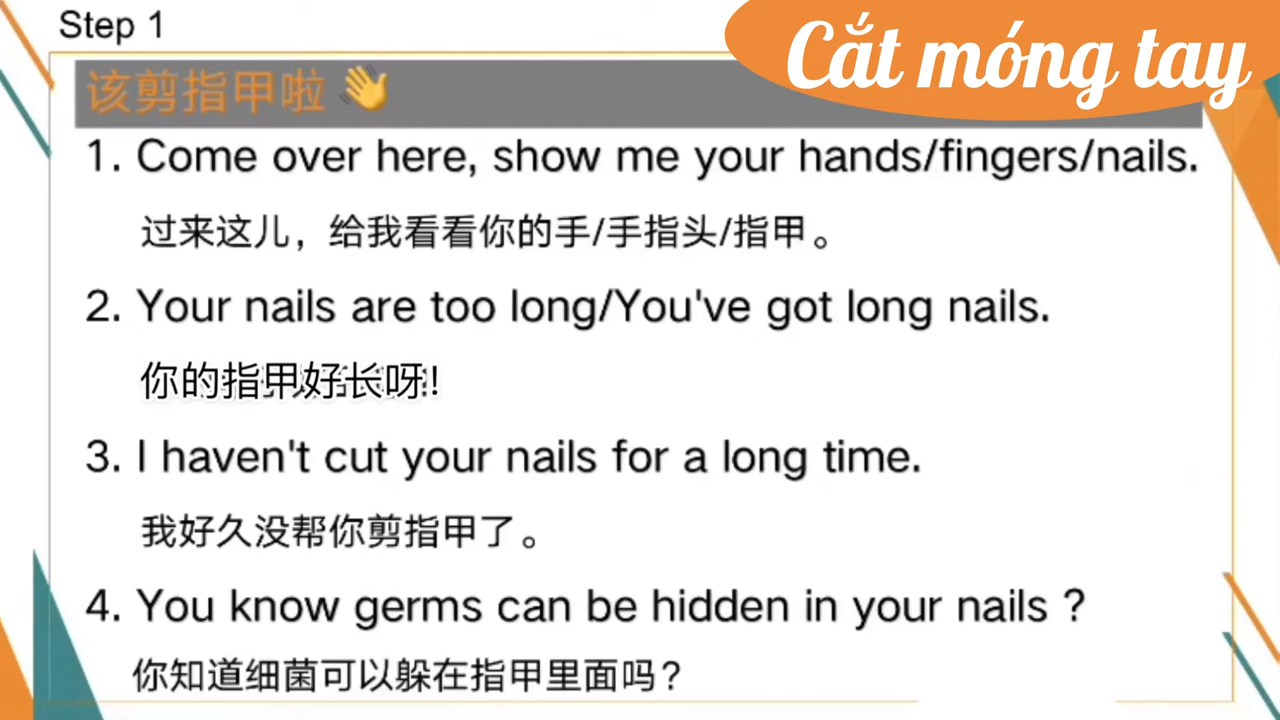 Step 1
Cắt móng tay
该剪指甲啦 👋
1. Come over here, show me your hands/fingers/nails.
过来这儿，给我看看你的手/手指头/指甲。
2. Your nails are too long/You've got long nails.
你的指甲好长呀!
3. I haven't cut your nails for a long time.
我好久没帮你剪指甲了。
4. You know germs can be hidden in your nails ?
你知道细菌可以躲在指甲里面吗?